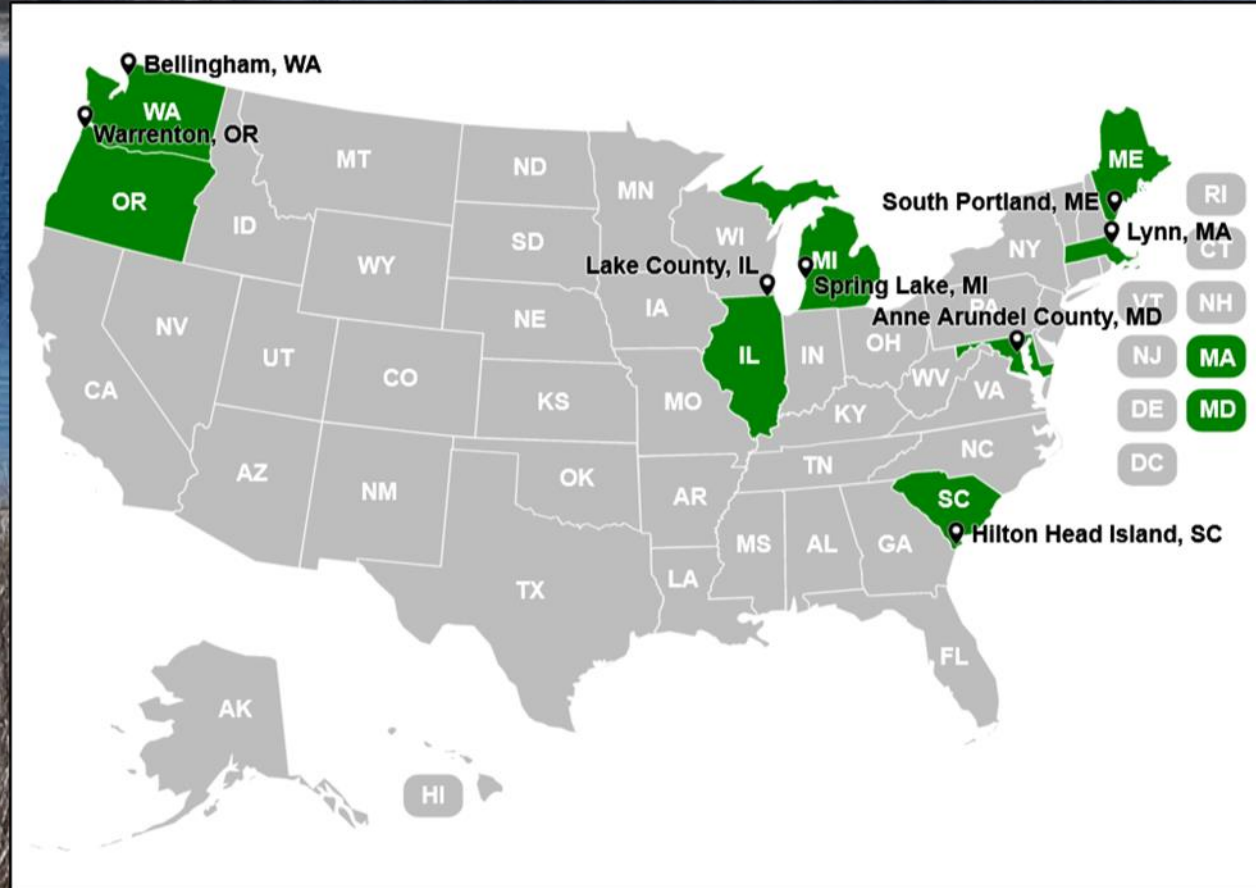 Bellingham, WA
WA
Warrenton, OR
OR
MT
ND
MN
ME
RI
South Portland, ME
Lynn, MA
CT
ID
SD
WI
NY
WY
Lake County, IL
MI
Spring Lake, MI
VT
NH
NV
NE
IA
PA
Anne Arundel County, MD
UT
CO
IL
IN
OH
NJ
MA
CA
KS
MO
WV
VA
KY
DE
MD
AZ
NM
OK
TN
NC
DC
AR
SC
MS
AL
GA
Hilton Head Island, SC
TX
LA
FL
AK
HI